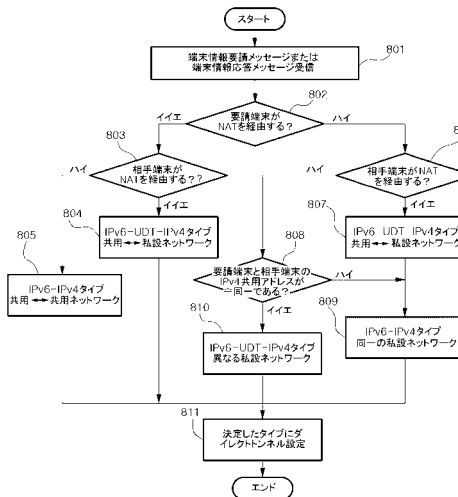 スタート
801
端末情報要請メッセージまたは
端末情報応答メッセージ受信
802
要請端末が
NATを経由する？
イイエ
ハイ
803
相手端末が
NATを経由する？？
ハイ
イイエ
ハイ
相手端末がNAT
を経由する？
イイエ
804
IPv6-UDT-IPv4タイプ
共用↔私設ネットワーク
807
IPv6 UDT IPv4タイプ
共用↔私設ネットワーク
805
IPv6-IPv4タイプ
共用↔共用ネットワーク
808
要請端末と相手端末の
IPv4共用アドレスが
同一である？
ハイ
イイエ
809
IPv6-IPv4タイプ
同一の私設ネットワーク
810
IPv6-UDT-IPv4タイプ
異なる私設ネットワーク
811
決定したタイプにダ
イレクトトンネル設定
エンド